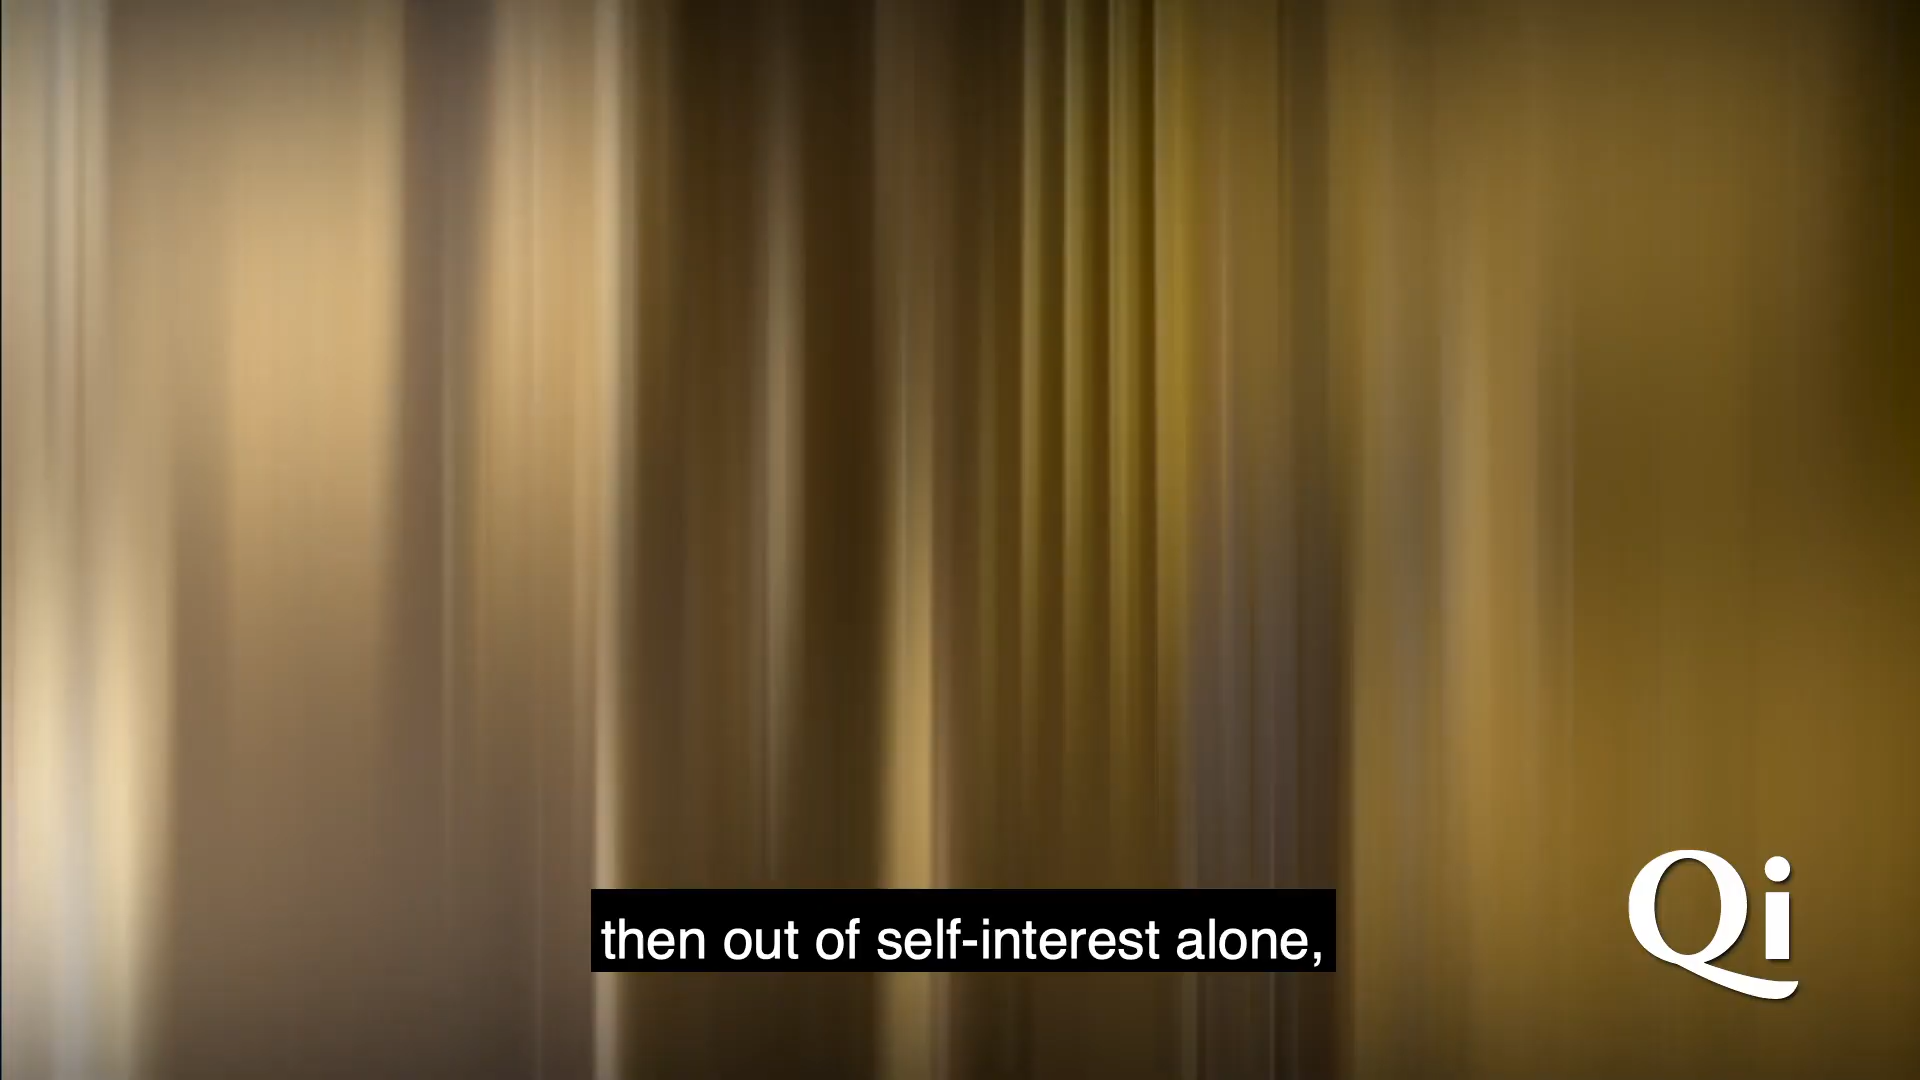 then out of self-interest alone,
Qi